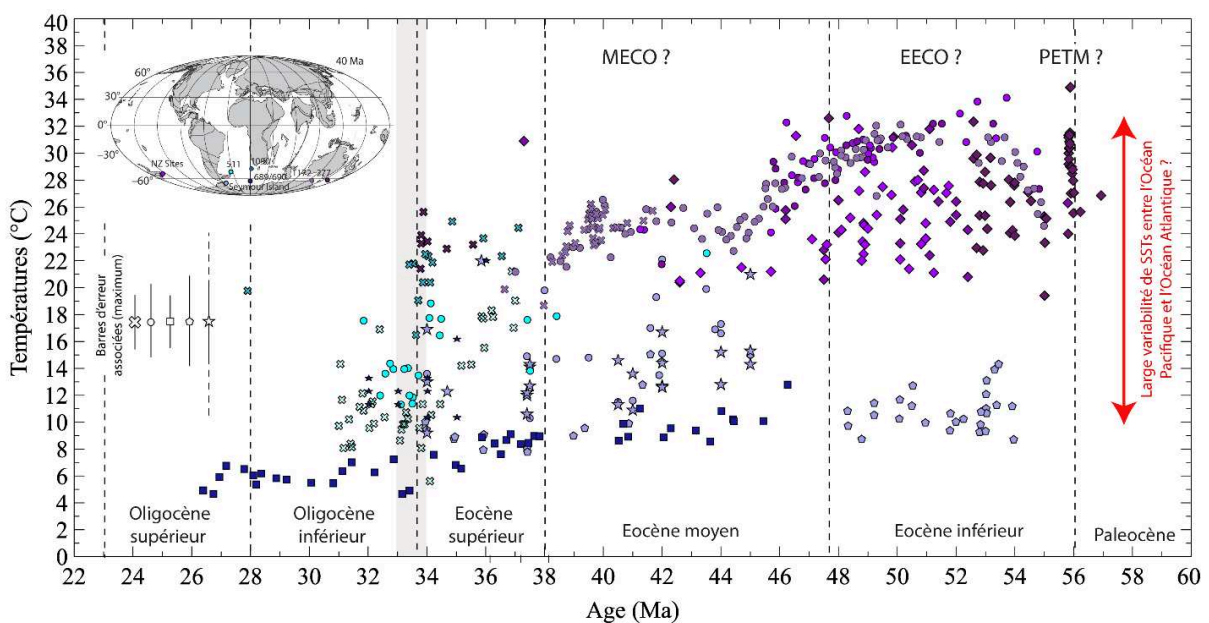 40
38
36
34
32
30
28
26
24
22
20
18
16
14
12
10
8
6
4
2
0
Températures (°C)
MECO ?
EECO ?
PETM ?
40 Ma
60°
30°
0°
−30°
−60°
NZ Sites
511
1090
689/690
Seymour Island
277
Barres d'erreur
associées (maximum)
Large variabilité de SSTs entre l'Océan
Pacifique et l'Océan Atlantique ?
Oligocène
supérieur
Oligocène
inférieur
Eocène
supérieur
Eocène moyen
Eocène inférieur
Paleocène
22 24 26 28 30 32 34 36 38 40 42 44 46 48 50 52 54 56 58 60
Age (Ma)